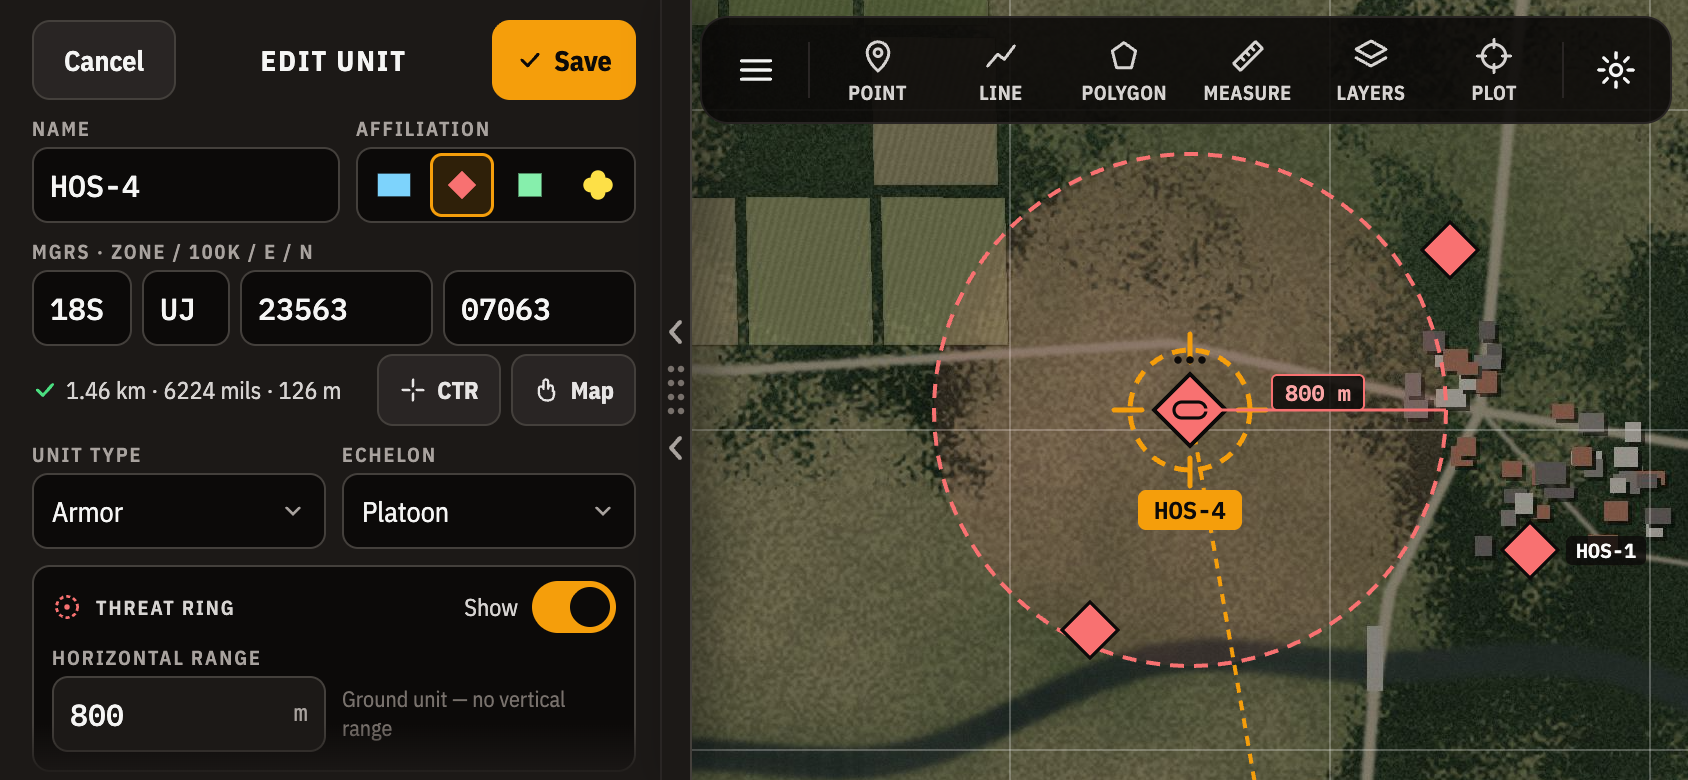 Cancel
EDIT UNIT
Save
NAME
AFFILIATION
HOS-4
MGRS · ZONE / 100K / E / N
18S
UJ
23563
07063
1.46 km · 6224 mils · 126 m
CTR
Map
UNIT TYPE
ECHELON
Armor
Platoon
THREAT RING
Show
HORIZONTAL RANGE
800 m
Ground unit — no vertical
range
POINT
LINE
POLYGON
MEASURE
LAYERS
PLOT
800 m
HOS-4
HOS-1